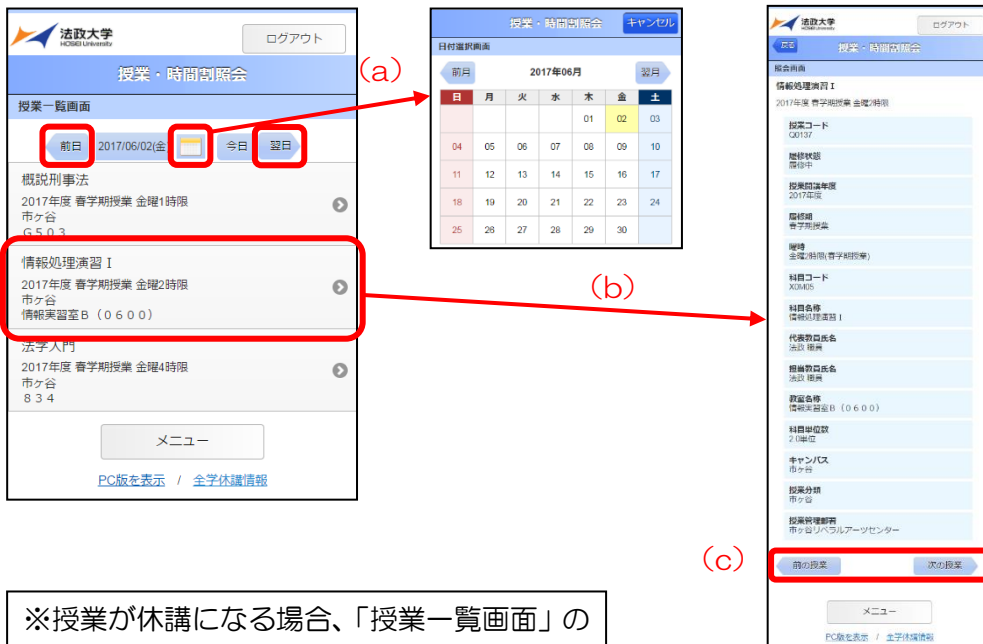 法政大学
HOSEI University
ログアウト
授業・時間割照会
授業一覧画面
前日
2017/06/02(金
今日
翌日
概説刑事法
2017年度 春学期授業 金曜1時限
市ヶ谷
Ｇ５０３
情報処理演習Ⅰ
2017年度 春学期授業 金曜2時限
市ヶ谷
情報実習室Ｂ（０６００）
法学入門
2017年度 春学期授業 金曜4時限
市ヶ谷
８３４
メニュー
PC版を表示 / 全学休講情報
(a)
授業・時間割照会
キャンセル
日付選択画面
前月
2017年06月
翌月
日 月 火 水 木 金 土
01 02 03
04 05 06 07 08 09 10
11 12 13 14 15 16 17
18 19 20 21 22 23 24
25 26 27 28 29 30
(b)
法政大学
HOSEI University
ログアウト
戻る
授業・時間割照会
照会画面
情報処理演習Ⅰ
2017年度 春学期授業 金曜2時限
授業コード
Q0137
履修状態
履修中
授業開講年度
2017年度
履修期
春学期授業
曜時
金曜2時限(春学期授業)
科目コード
X0M05
科目名称
情報処理演習Ⅰ
代表教員氏名
法政 職員
担当教員氏名
法政 職員
教室名称
情報実習室Ｂ（０６００）
科目単位数
2.0単位
キャンパス
市ヶ谷
授業分類
市ヶ谷
授業管理部署
市ヶ谷リベラルアーツセンター
(c)
前の授業
次の授業
メニュー
PC版を表示 / 全学休講情報
※授業が休講になる場合、「授業一覧画面」の